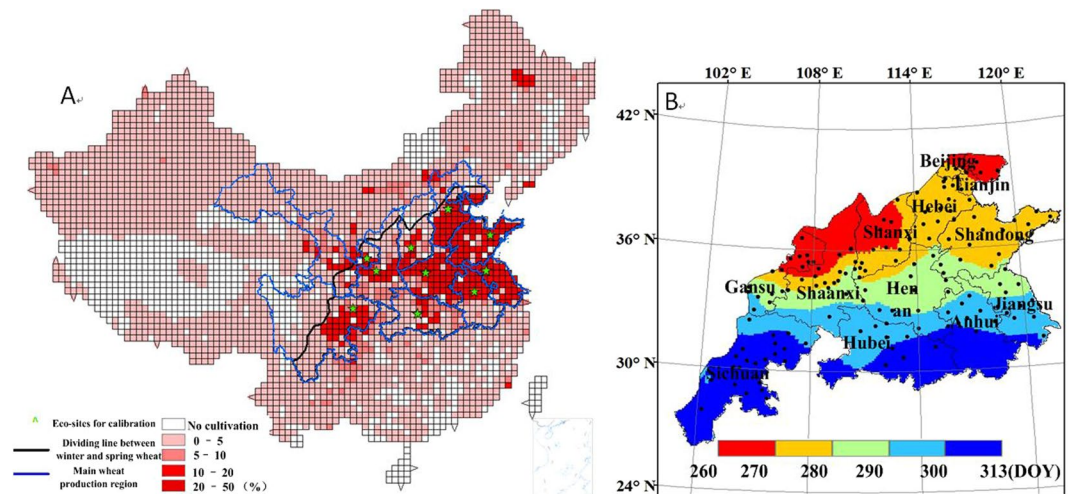 A
Eco-sites for calibration
Dividing line between
winter and spring wheat
Main wheat
production region
No cultivation
0 - 5
5 - 10
10 - 20
20 - 50 (%)
B
102° E 108° E 114° E 120° E
42° N
36° N
30° N
24° N
Beijing
Tianjin
Hebei
Shanxi
Shandong
Gansu
Shaanxi
Hen
an
Jiangsu
Anhui
Hubei
Sichuan
260 270 280 290 300 313(DOY)